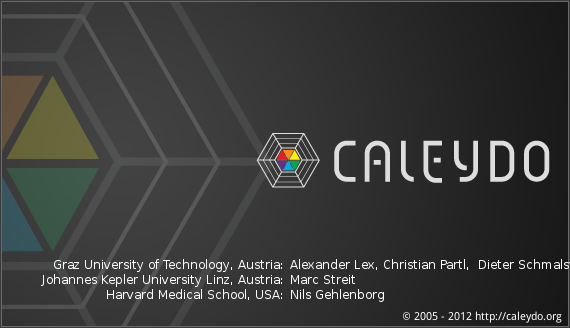 CALEYDO
Graz University of Technology, Austria: Alexander Lex, Christian Partl, Dieter Schmals
Johannes Kepler University Linz, Austria: Marc Streit
Harvard Medical School, USA: Nils Gehlenborg
© 2005 - 2012 http://caleydo.org